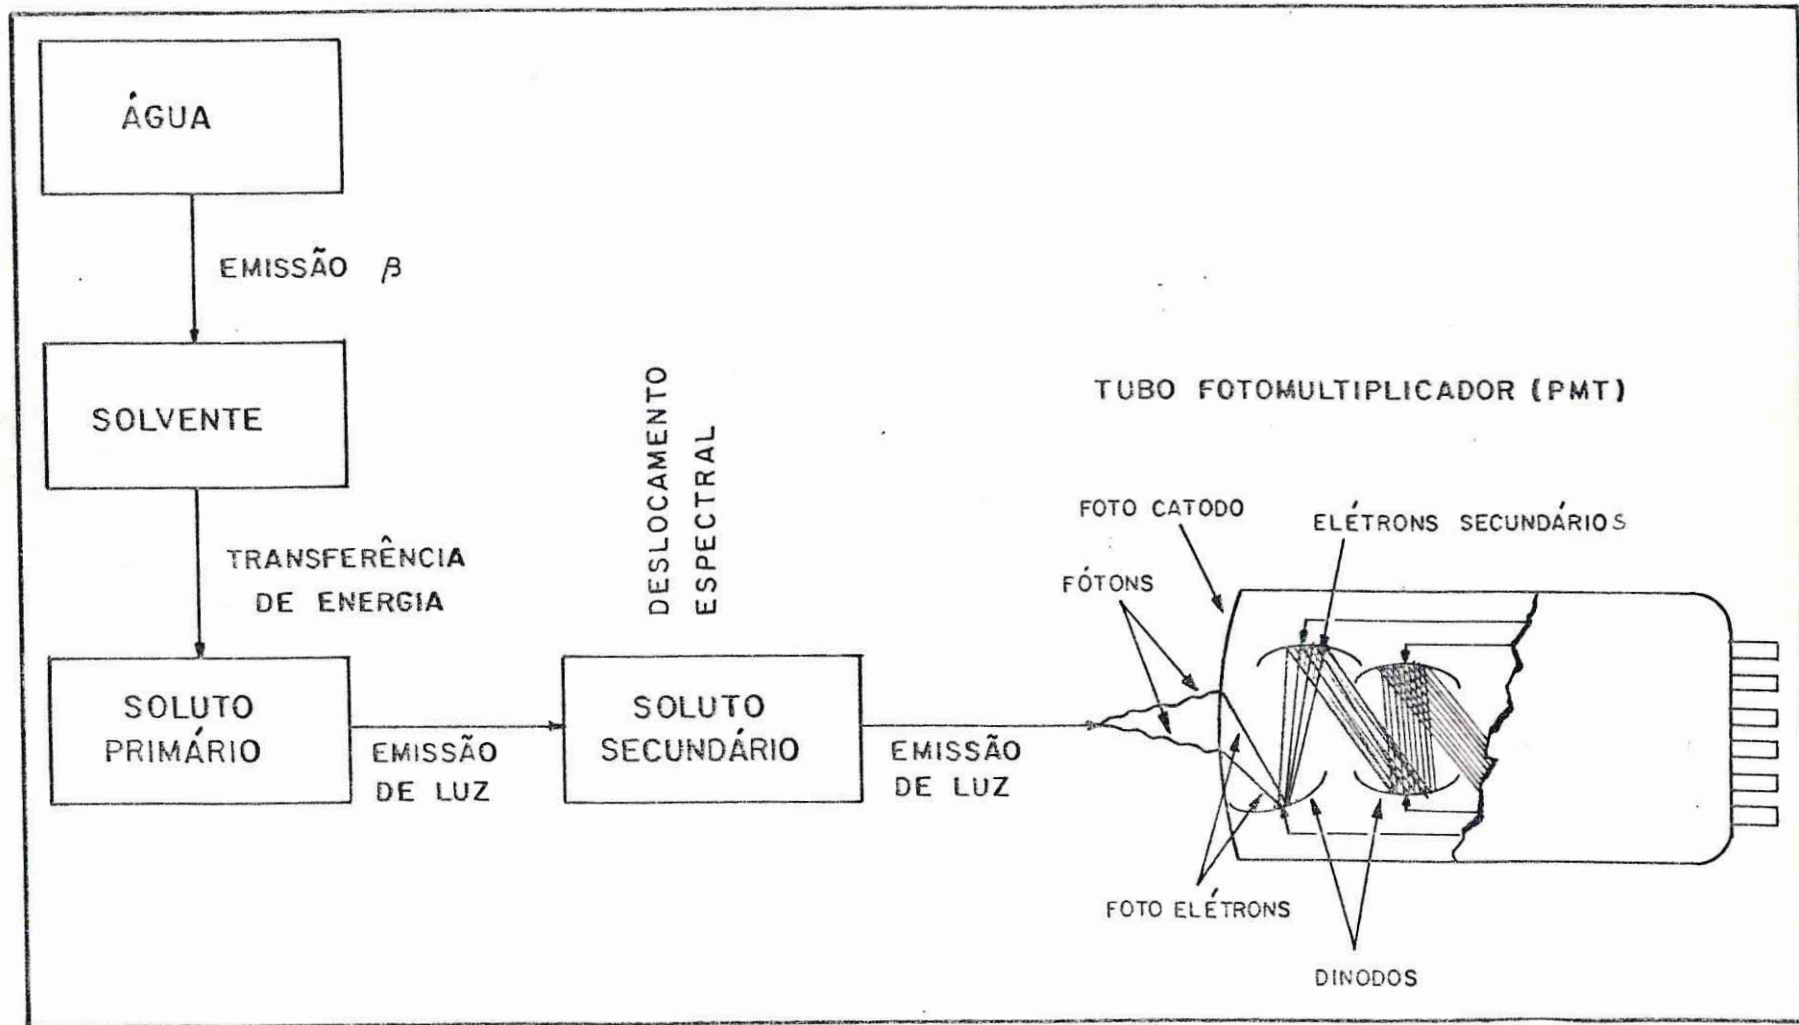 ÁGUA
EMISSÃO β
SOLVENTE
TRANSFERÊNCIA
DE ENERGIA
SOLUTO
PRIMÁRIO
EMISSÃO
DE LUZ
DESLOCAMENTO
ESPECTRAL
SOLUTO
SECUNDÁRIO
EMISSÃO
DE LUZ
TUBO FOTOMULTIPLICADOR (PMT)
FOTO CATODO
ELÉTRONS SECUNDÁRIOS
FÓTONS
FOTO ELÉTRONS
DINODOS